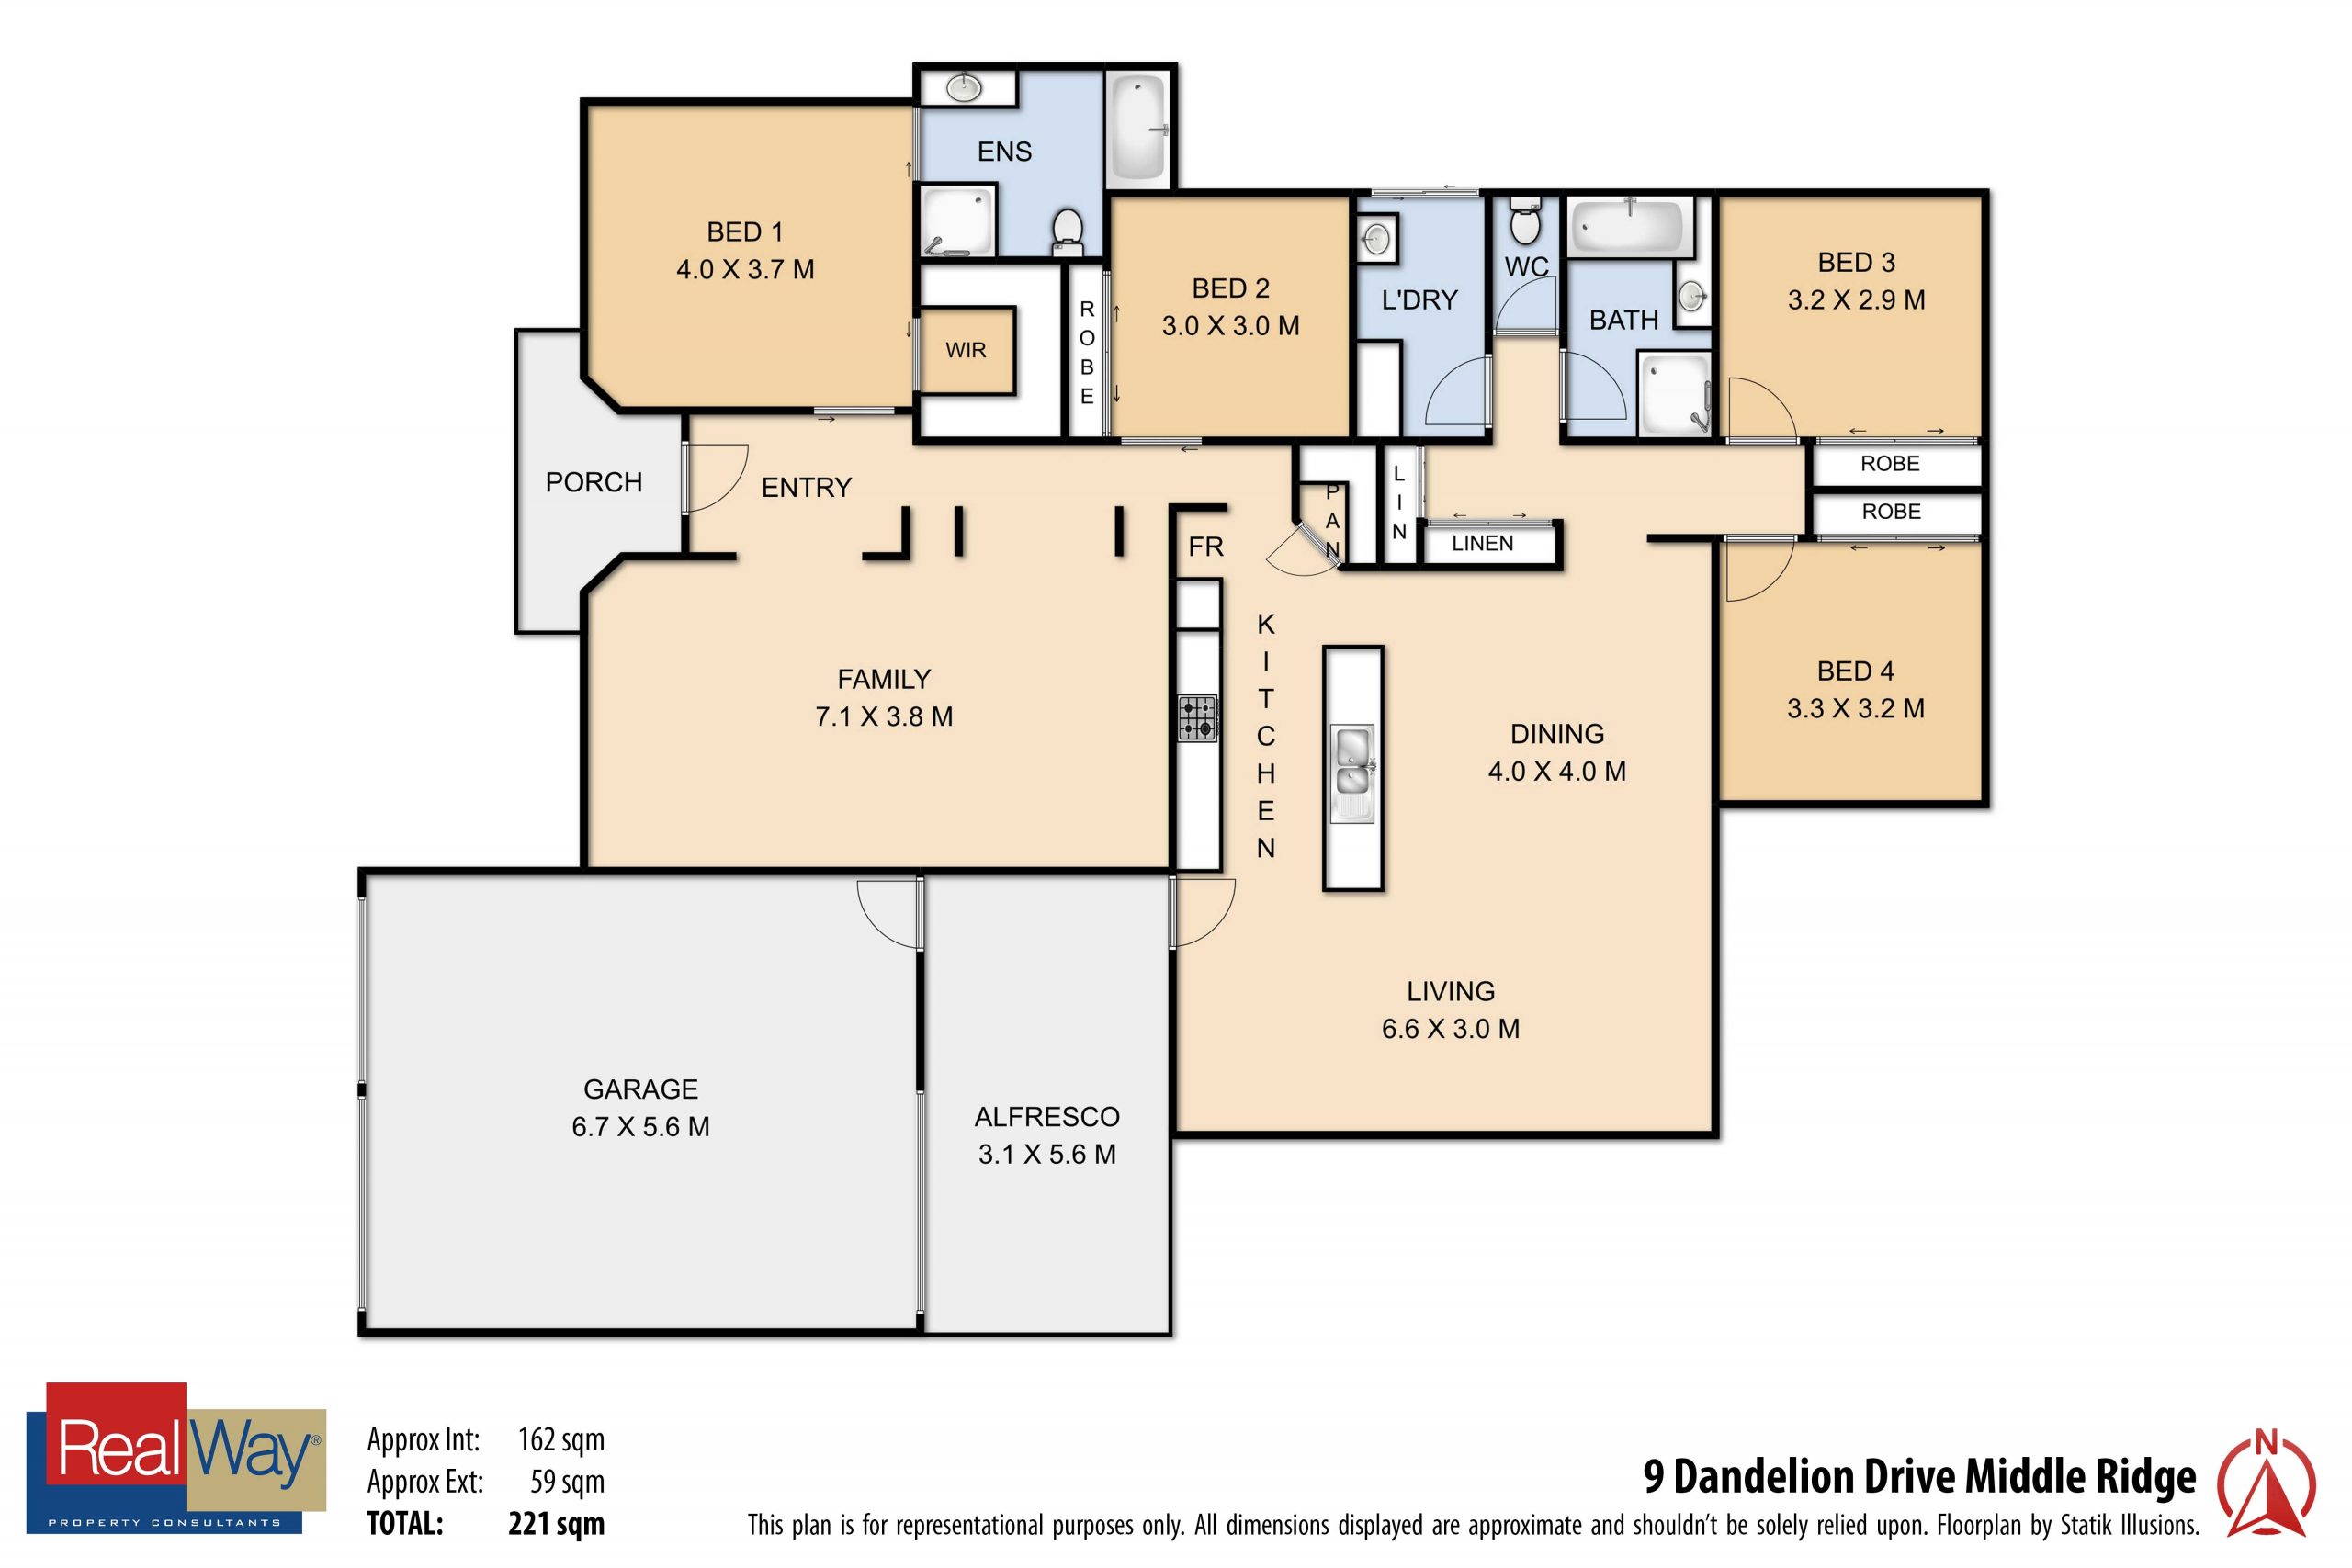 ENS
BED 1
4.0 X 3.7 M
BED 2
3.0 X 3.0 M
ROBE
WIR
L'DRY
WC
BATH
BED 3
3.2 X 2.9 M
ROBE
ROBE
PORCH
ENTRY
FR
PAN
LIN
LINEN
KITCHEN
FAMILY
7.1 X 3.8 M
DINING
4.0 X 4.0 M
BED 4
3.3 X 3.2 M
LIVING
6.6 X 3.0 M
GARAGE
6.7 X 5.6 M
ALFRESCO
3.1 X 5.6 M
RealWay®
PROPERTY CONSULTANTS
Approx Int: 162 sqm
Approx Ext: 59 sqm
TOTAL: 221 sqm
9 Dandelion Drive Middle Ridge
This plan is for representational purposes only. All dimensions displayed are approximate and shouldn't be solely relied upon. Floorplan by Statik Illusions.
N